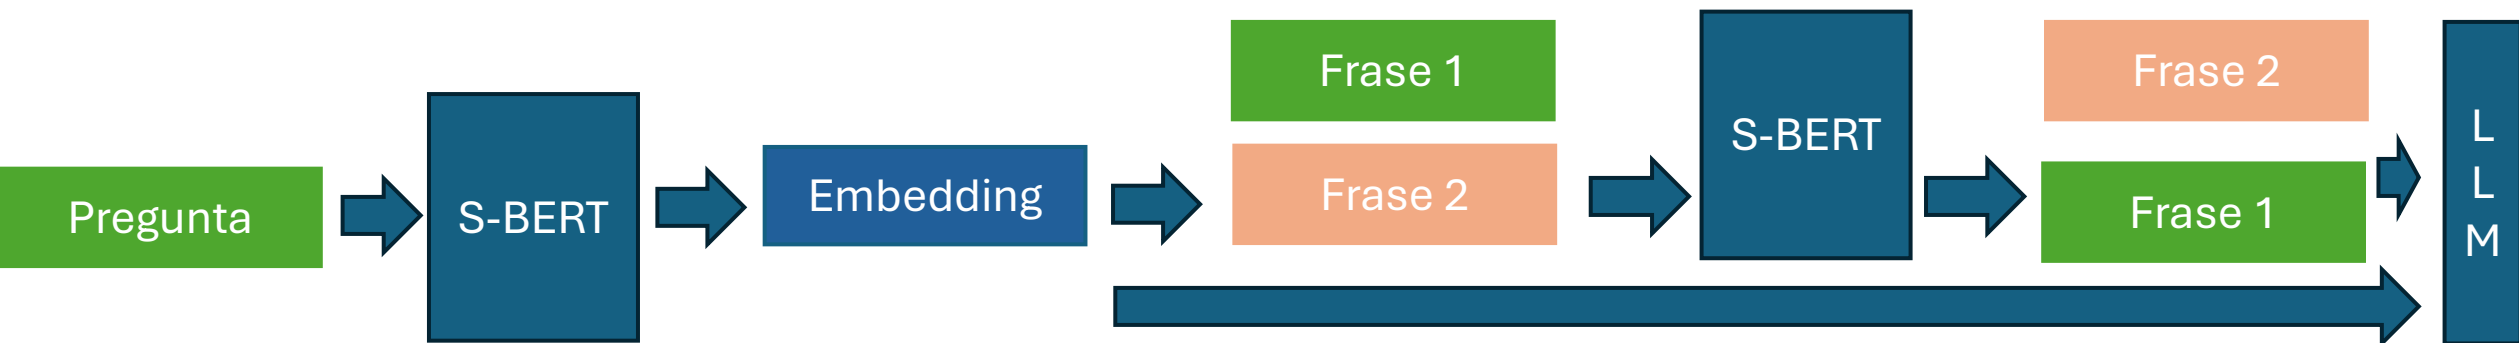 Pregunta
S-BERT
Embedding
Frase 1
Frase 2
S-BERT
Frase 2
Frase 1
L
L
M